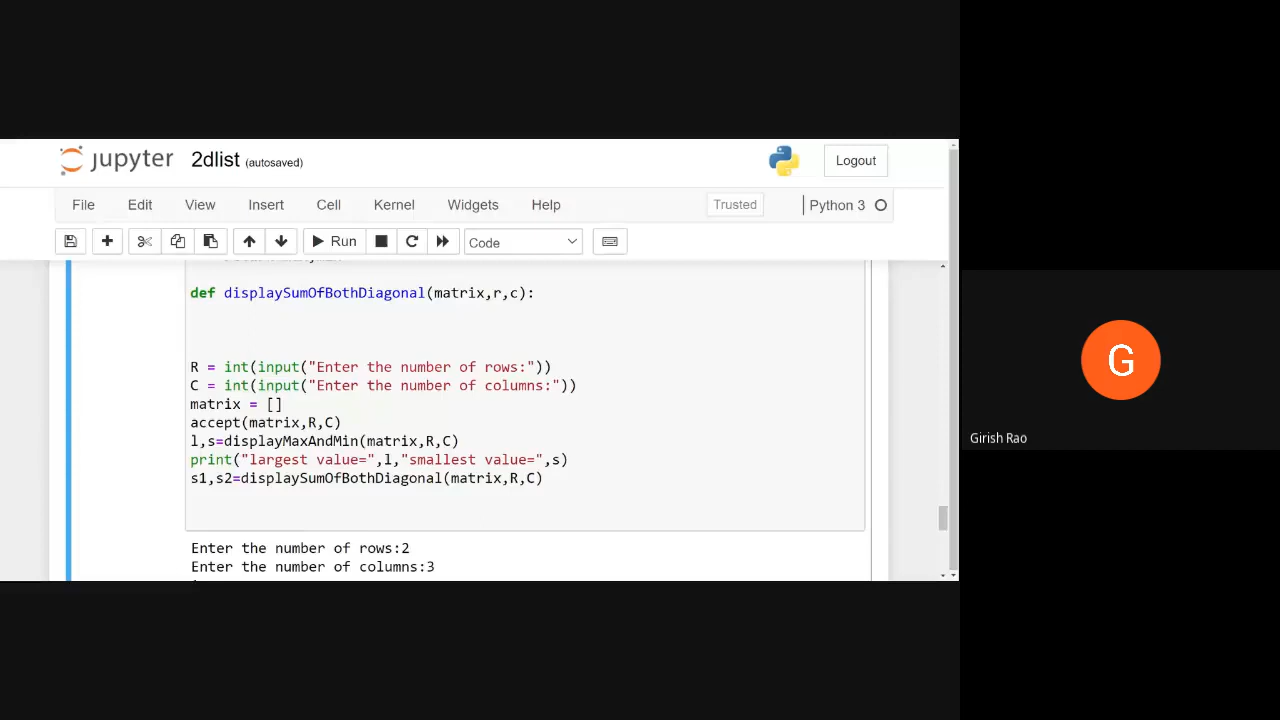 jupyter 2dlist (autosaved)
Logout
File Edit View Insert Cell Kernel Widgets Help Trusted Python 3
Run Code
def displaySumOfBothDiagonal(matrix,r,c):
R = int(input("Enter the number of rows:"))
C = int(input("Enter the number of columns:"))
matrix = []
accept(matrix,R,C)
l,s=displayMaxAndMin(matrix,R,C)
print("largest value=",l,"smallest value=",s)
s1,s2=displaySumOfBothDiagonal(matrix,R,C)
Enter the number of rows:2
Enter the number of columns:3
G
Girish Rao